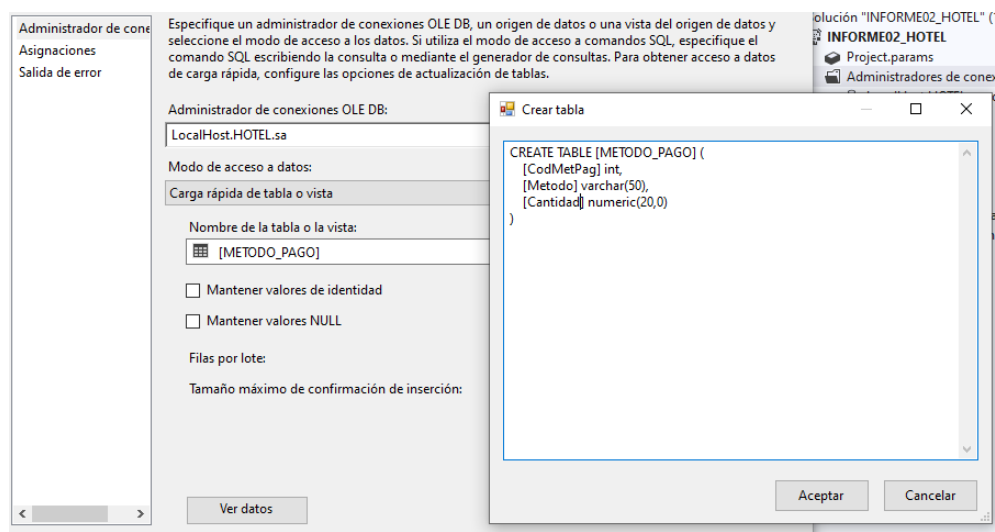 Administrador de cone
Asignaciones
Salida de error
Especifique un administrador de conexiones OLE DB, un origen de datos o una vista del origen de datos y
seleccione el modo de acceso a los datos. Si utiliza el modo de acceso a comandos SQL, especifique el
comando SQL escribiendo la consulta o mediante el generador de consultas. Para obtener acceso a datos
de carga rápida, configure las opciones de actualización de tablas.
Administrador de conexiones OLE DB:
LocalHost.HOTEL.sa
Modo de acceso a datos:
Carga rápida de tabla o vista
Nombre de la tabla o la vista:
[METODO_PAGO]
Mantener valores de identidad
Mantener valores NULL
Filas por lote:
Tamaño máximo de confirmación de inserción:
Ver datos
olución "INFORME02_HOTEL" (
INFORME02_HOTEL
Project.params
Administradores de conex
Crear tabla
CREATE TABLE [METODO_PAGO] (
[CodMetPag] int,
[Metodo] varchar(50),
[Cantidad] numeric(20,0)
)
Aceptar
Cancelar